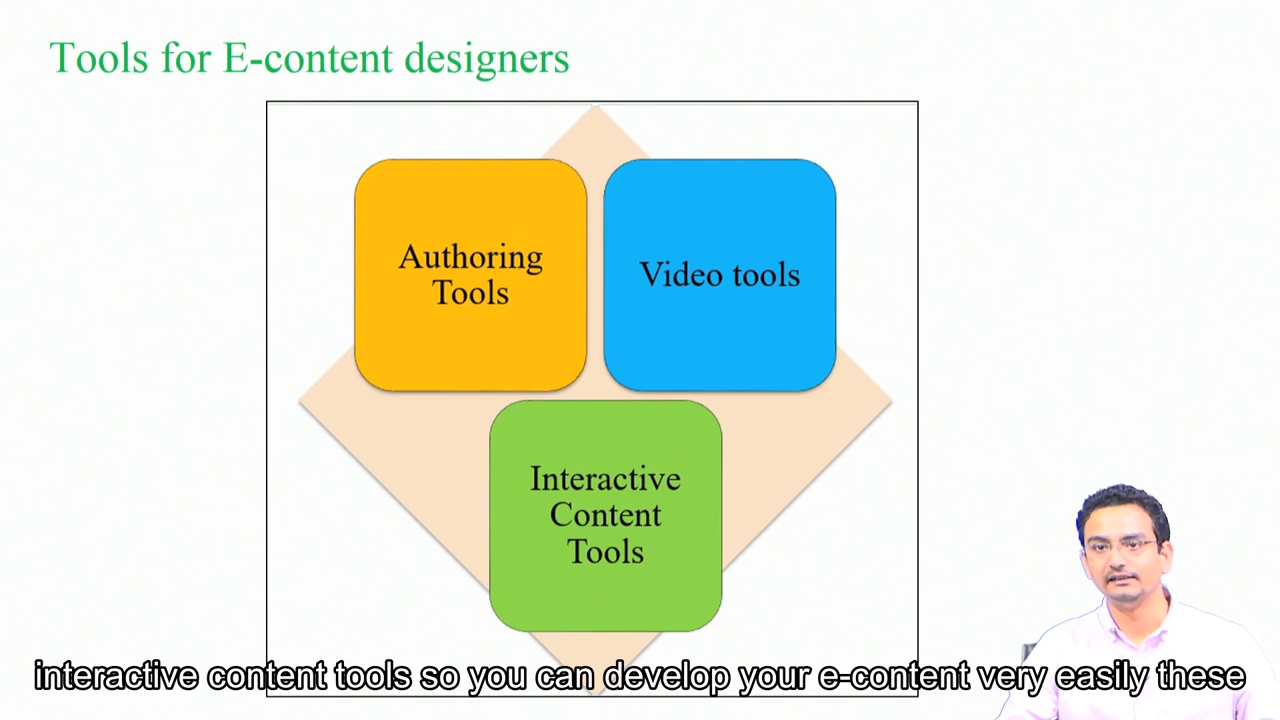 Tools for E-content designers
Authoring
Tools
Video tools
Interactive
Content
Tools
interactive content tools so you can develop your e-content very easily these